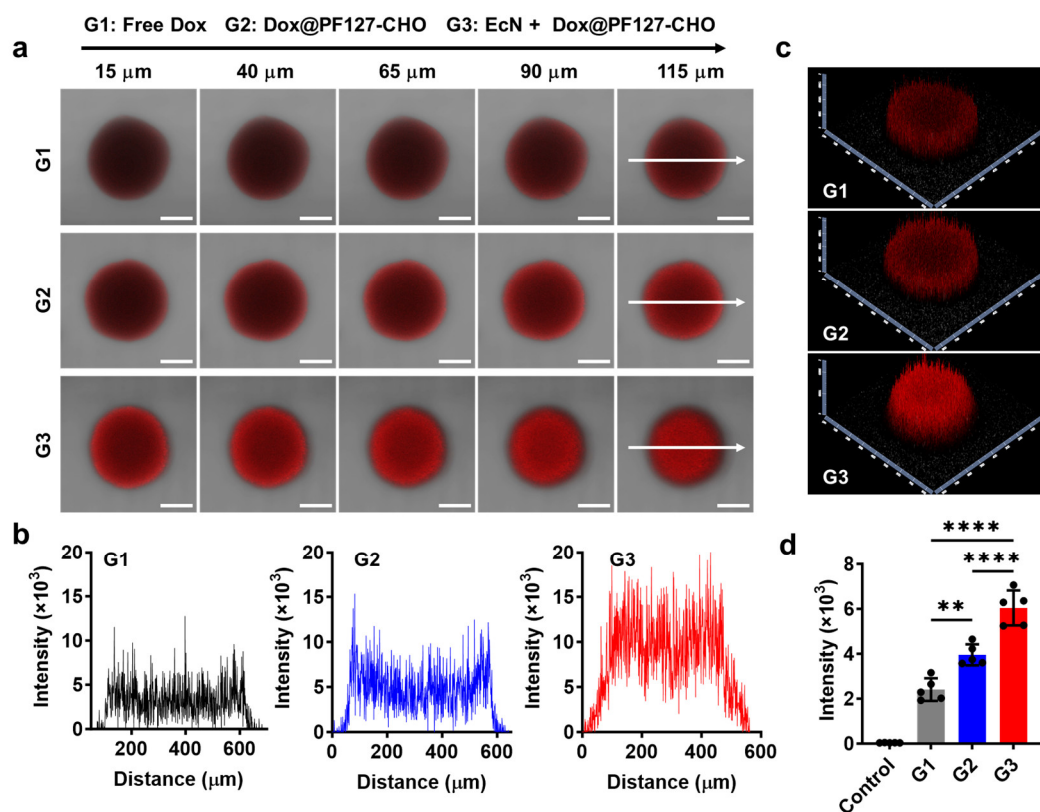 G1: Free Dox G2: Dox@PF127-CHO G3: EcN + Dox@PF127-CHO
a
15 μm 40 μm 65 μm 90 μm 115 μm
G1
G2
G3
c
G1
G2
G3
b
G1
Intensity (×10³)
20
15
10
5
0
200 400 600
Distance (μm)
G2
Intensity (×10³)
20
15
10
5
0
0 200 400 600
Distance (μm)
G3
Intensity (×10³)
20
15
10
5
0
0 200 400 600
Distance (μm)
d
Intensity (×10³)
8
6
4
2
0
****
****
**
Control G1 G2 G3